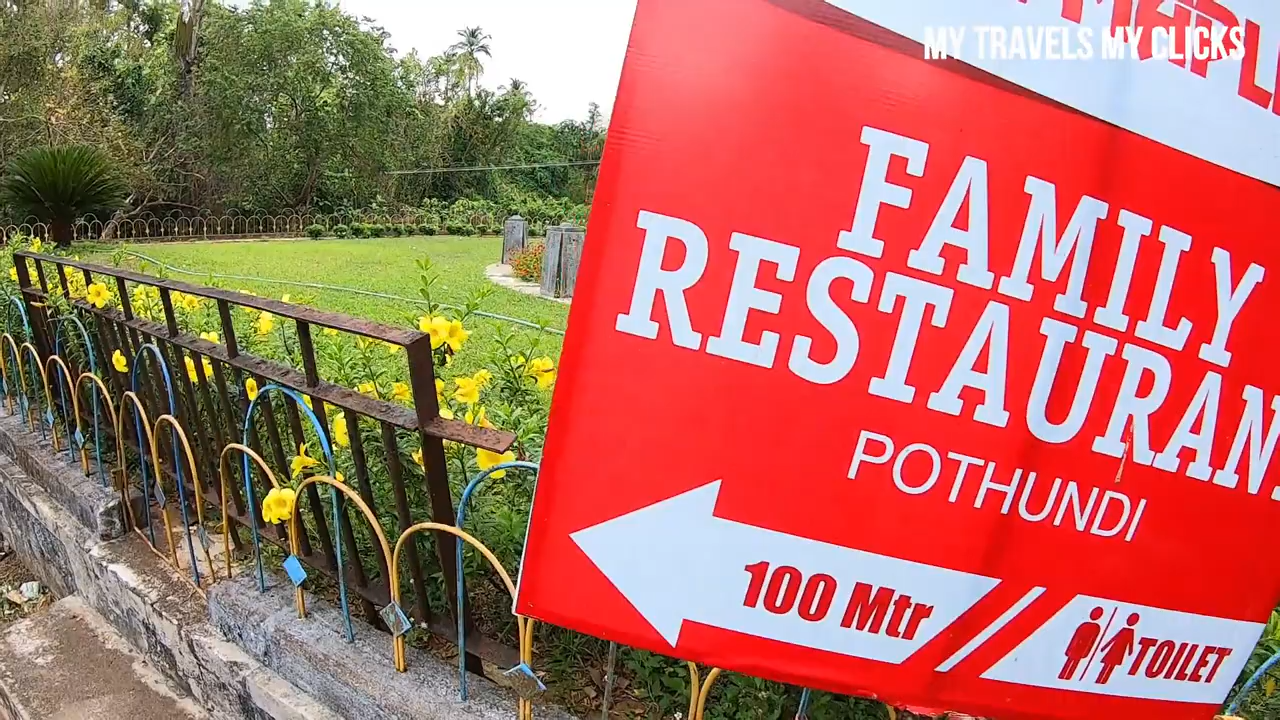 MY TRAVELS MY CLICKS
FAMILY
RESTAURAN
POTHUNDI
100 Mtr
TOILET